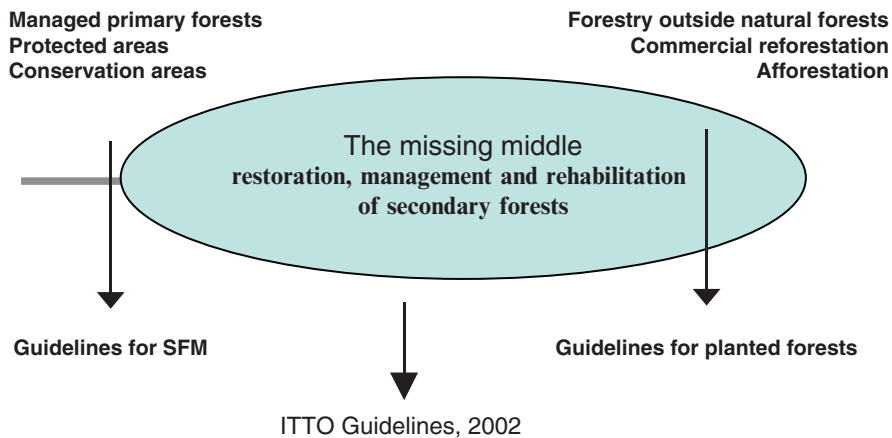 Managed primary forests
Protected areas
Conservation areas
Forestry outside natural forests
Commercial reforestation
Afforestation
The missing middle
restoration, management and rehabilitation
of secondary forests
Guidelines for SFM
Guidelines for planted forests
ITTO Guidelines, 2002